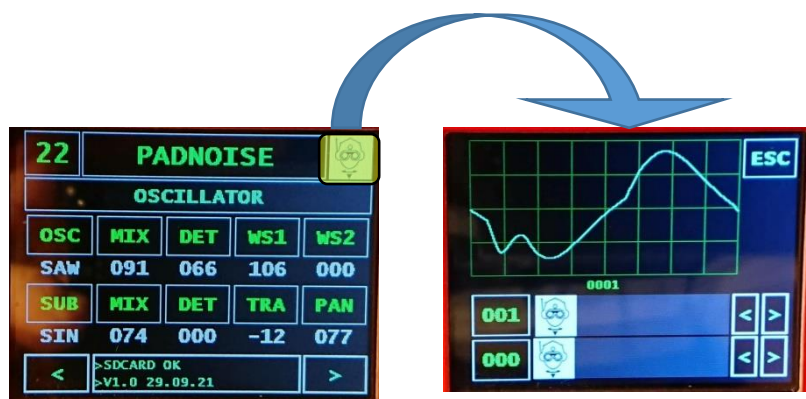 22 PADNOISE
OSCILLATOR
OSC MIX DET WS1 WS2
SAW 091 066 106 000
SUB MIX DET TRA PAN
SIN 074 000 -12 077
< >SDCARD OK >
>V1.0 29.09.21
ESC
0001
001 < >
000 < >